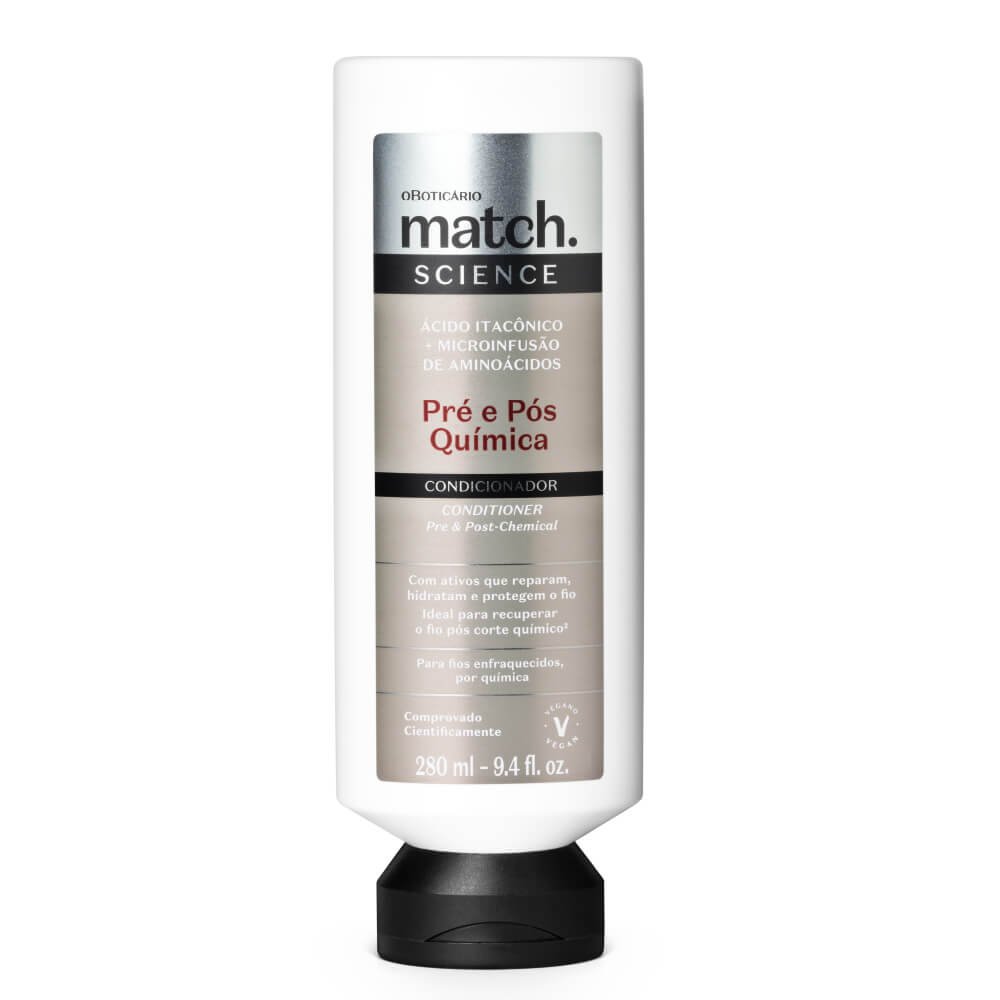 oBOTICÁRIO
match.
SCIENCE
ÁCIDO ITACÔNICO
+ MICROINFUSÃO
DE AMINOÁCIDOS
Pré e Pós
Química
CONDICIONADOR
CONDITIONER
Pre & Post-Chemical
Com ativos que reparam,
hidratam e protegem o fio
Ideal para recuperar
o fio pós corte químico²
Para fios enfraquecidos,
por química
Comprovado
Cientificamente
VEGANO
V
VEGAN
280 ml - 9.4 fl. oz.